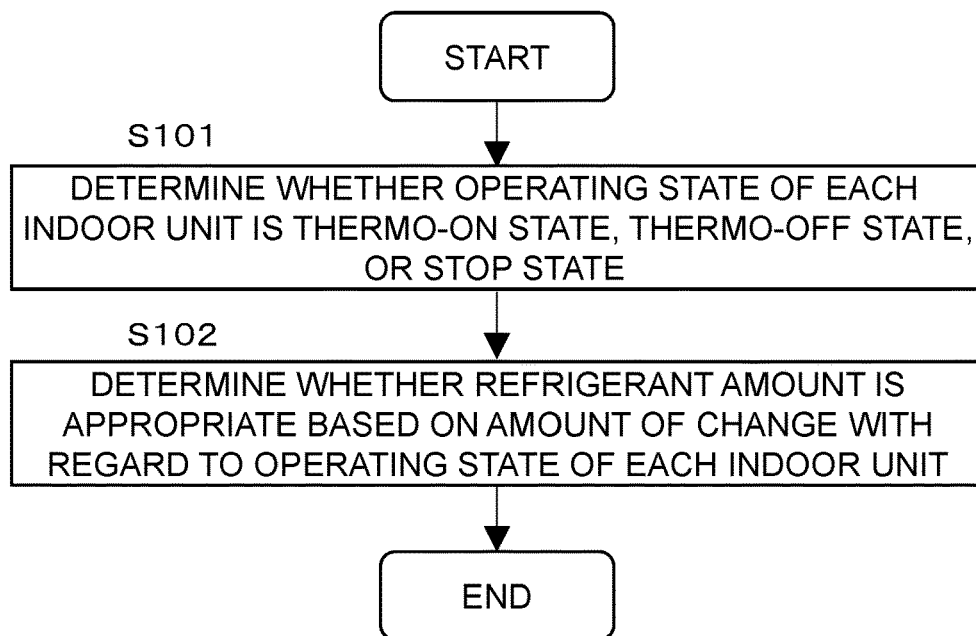 START
S101
DETERMINE WHETHER OPERATING STATE OF EACH
INDOOR UNIT IS THERMO-ON STATE, THERMO-OFF STATE,
OR STOP STATE
S102
DETERMINE WHETHER REFRIGERANT AMOUNT IS
APPROPRIATE BASED ON AMOUNT OF CHANGE WITH
REGARD TO OPERATING STATE OF EACH INDOOR UNIT
END